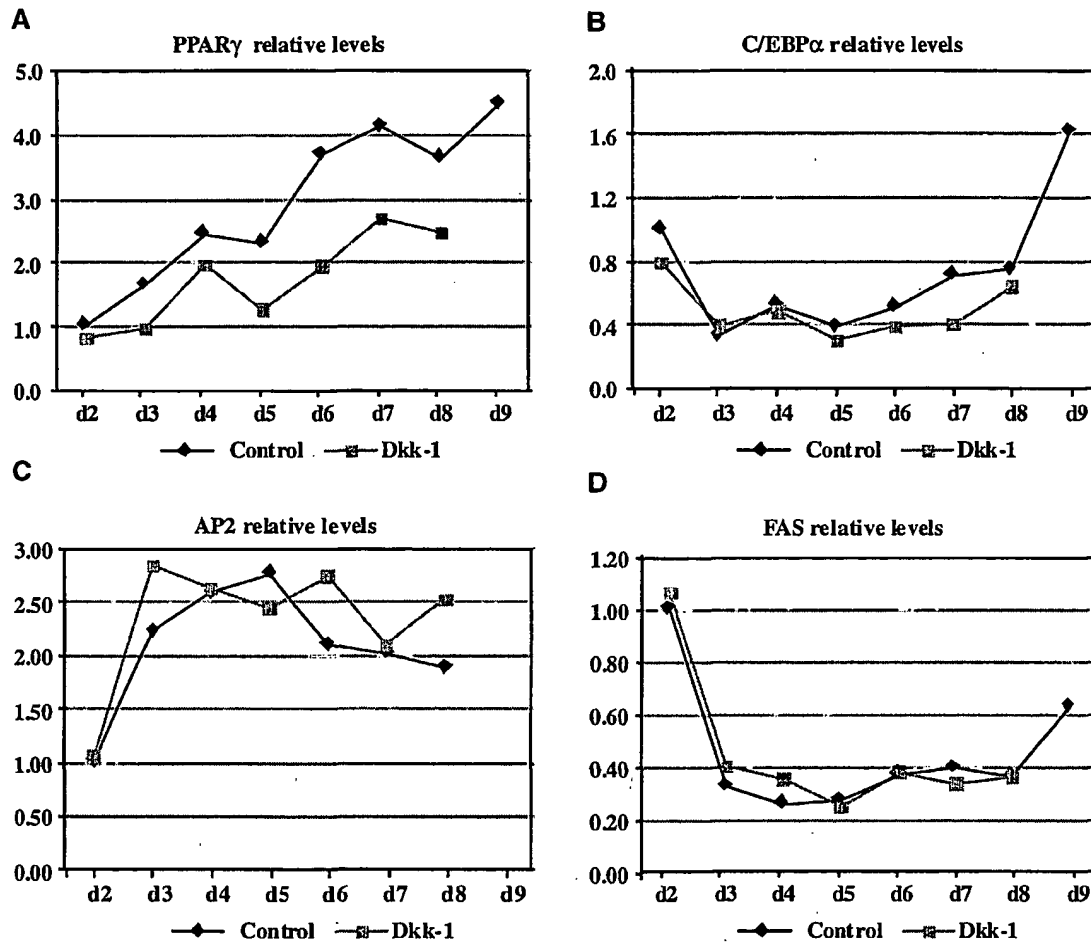 A
PPARγ relative levels
5.0
4.0
3.0
2.0
1.0
0.0
d2 d3 d4 d5 d6 d7 d8 d9
Control Dkk-1
B
C/EBPα relative levels
2.0
1.6
1.2
0.8
0.4
0.0
d2 d3 d4 d5 d6 d7 d8 d9
Control Dkk-1
C
AP2 relative levels
3.00
2.50
2.00
1.50
1.00
0.50
0.00
d2 d3 d4 d5 d6 d7 d8 d9
Control Dkk-1
D
FAS relative levels
1.20
1.00
0.80
0.60
0.40
0.20
0.00
d2 d3 d4 d5 d6 d7 d8 d9
Control Dkk-1